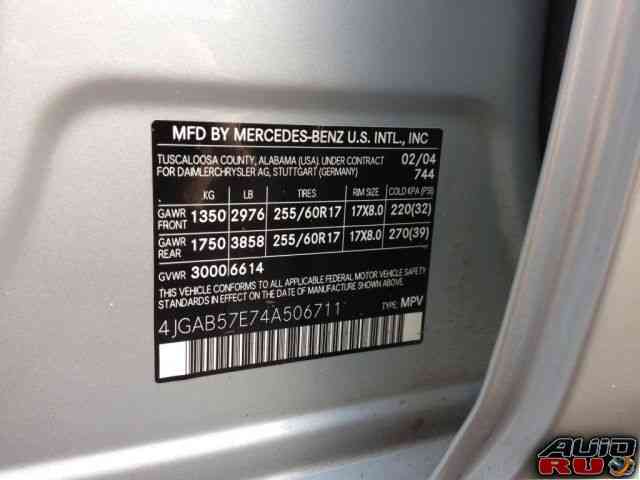 MFD BY MERCEDES-BENZ U.S. INTL., INC
TUSCALOOSA COUNTY, ALABAMA (USA). UNDER CONTRACT 02/04
FOR DAIMLERCHRYSLER AG, STUTTGART (GERMANY) 744
KG LB TIRES RIM SIZE COLD KPA (PSI)
GAWR FRONT 1350 2976 255/60R17 17X8.0 220(32)
GAWR REAR 1750 3858 255/60R17 17X8.0 270(39)
GVWR 3000 6614
THIS VEHICLE CONFORMS TO ALL APPLICABLE FEDERAL MOTOR VEHICLE SAFETY
STANDARDS IN EFFECT ON THE DATE OF MANUFACTURE SHOWN ABOVE.
4JGAB57E74A506711 TYPE: MPV
AUTO
RU